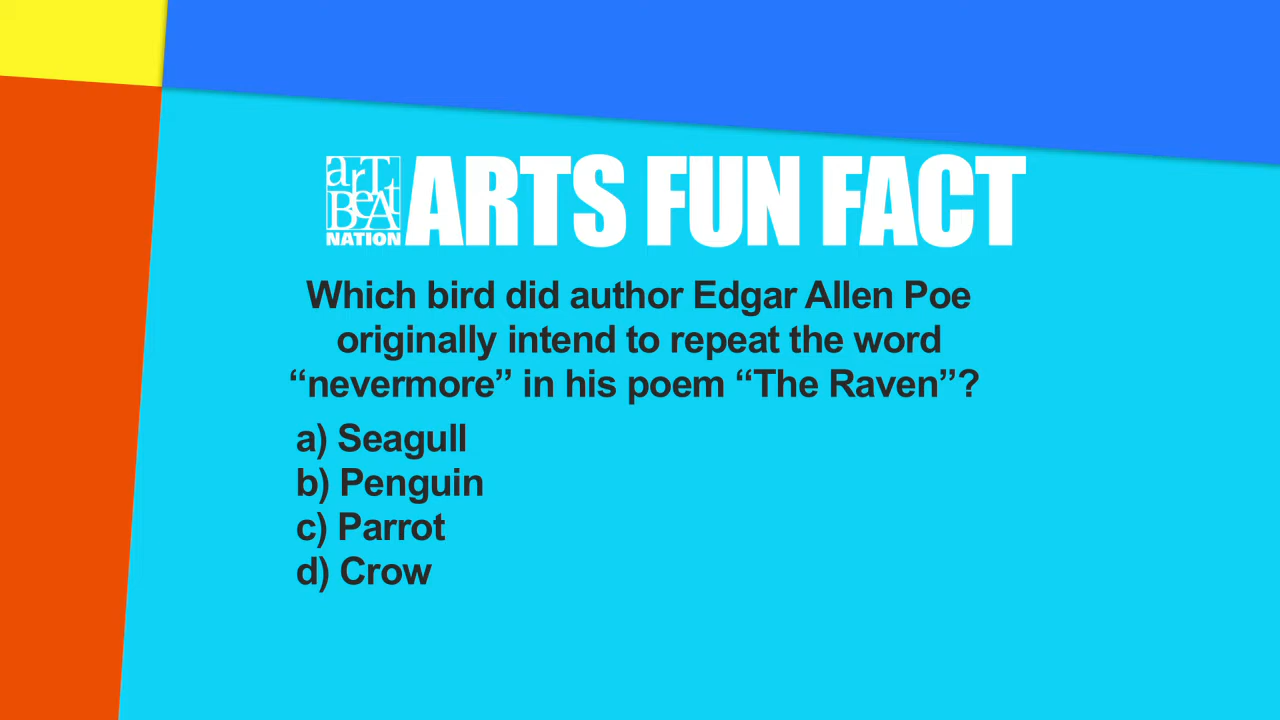 arT
BeAt
NATION
ARTS FUN FACT
Which bird did author Edgar Allen Poe
originally intend to repeat the word
“nevermore” in his poem “The Raven”?
a) Seagull
b) Penguin
c) Parrot
d) Crow